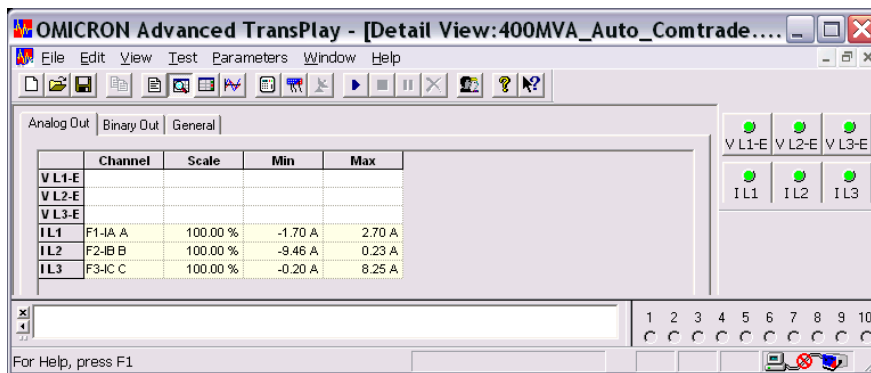 OMICRON Advanced TransPlay - [Detail View:400MVA_Auto_Comtrade....
File Edit View Test Parameters Window Help
Analog Out Binary Out General
Channel Scale Min Max
V L1-E
V L2-E
V L3-E
I L1 F1-IA A 100.00 % -1.70 A 2.70 A
I L2 F2-IB B 100.00 % -9.46 A 0.23 A
I L3 F3-IC C 100.00 % -0.20 A 8.25 A
V L1-E V L2-E V L3-E
I L1 I L2 I L3
1 2 3 4 5 6 7 8 9 10
For Help, press F1